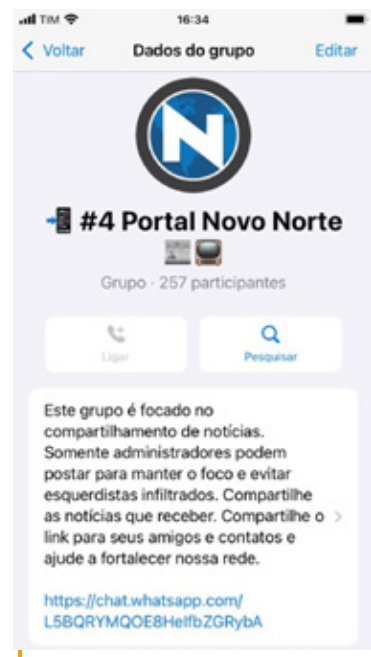 TIM
16:34
Voltar
Dados do grupo
Editar
N
#4 Portal Novo Norte
Grupo · 257 participantes
Ligar
Pesquisar
Este grupo é focado no
compartilhamento de notícias.
Somente administradores podem
postar para manter o foco e evitar
esquerdistas infiltrados. Compartilhe
as notícias que receber. Compartilhe o
link para seus amigos e contatos e
ajude a fortalecer nossa rede.
https://chat.whatsapp.com/
L5BQRYMQOE8HelfbZGRybA